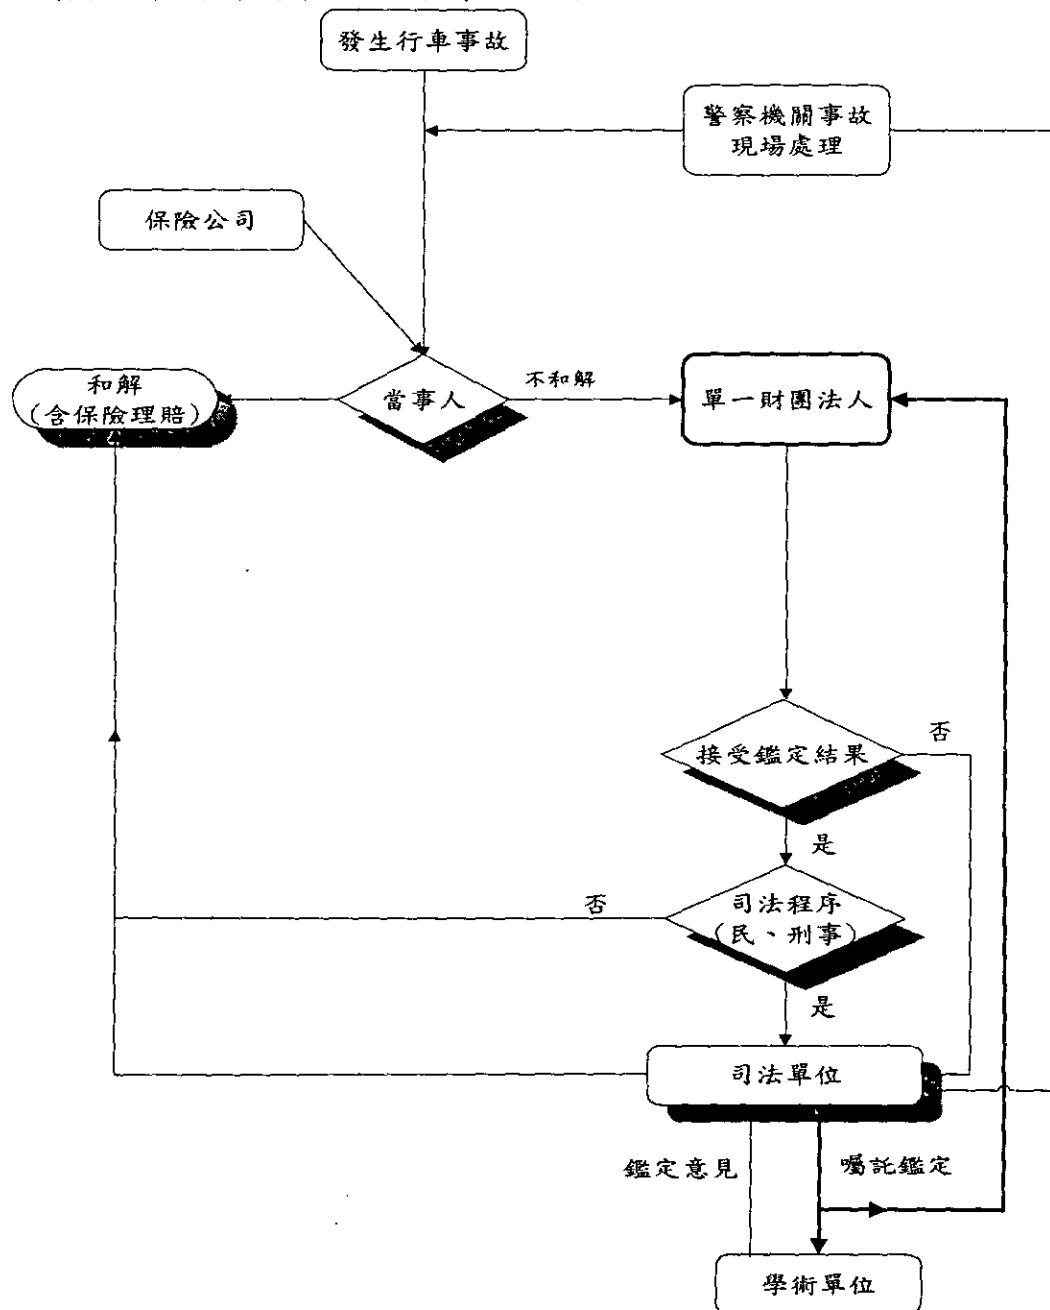 發生行車事故
警察機關事故
現場處理
保險公司
和解
(含保險理賠)
當事人
不和解
單一財團法人
接受鑑定結果
否
是
司法程序
(民、刑事)
否
是
司法單位
鑑定意見
囑託鑑定
學術單位